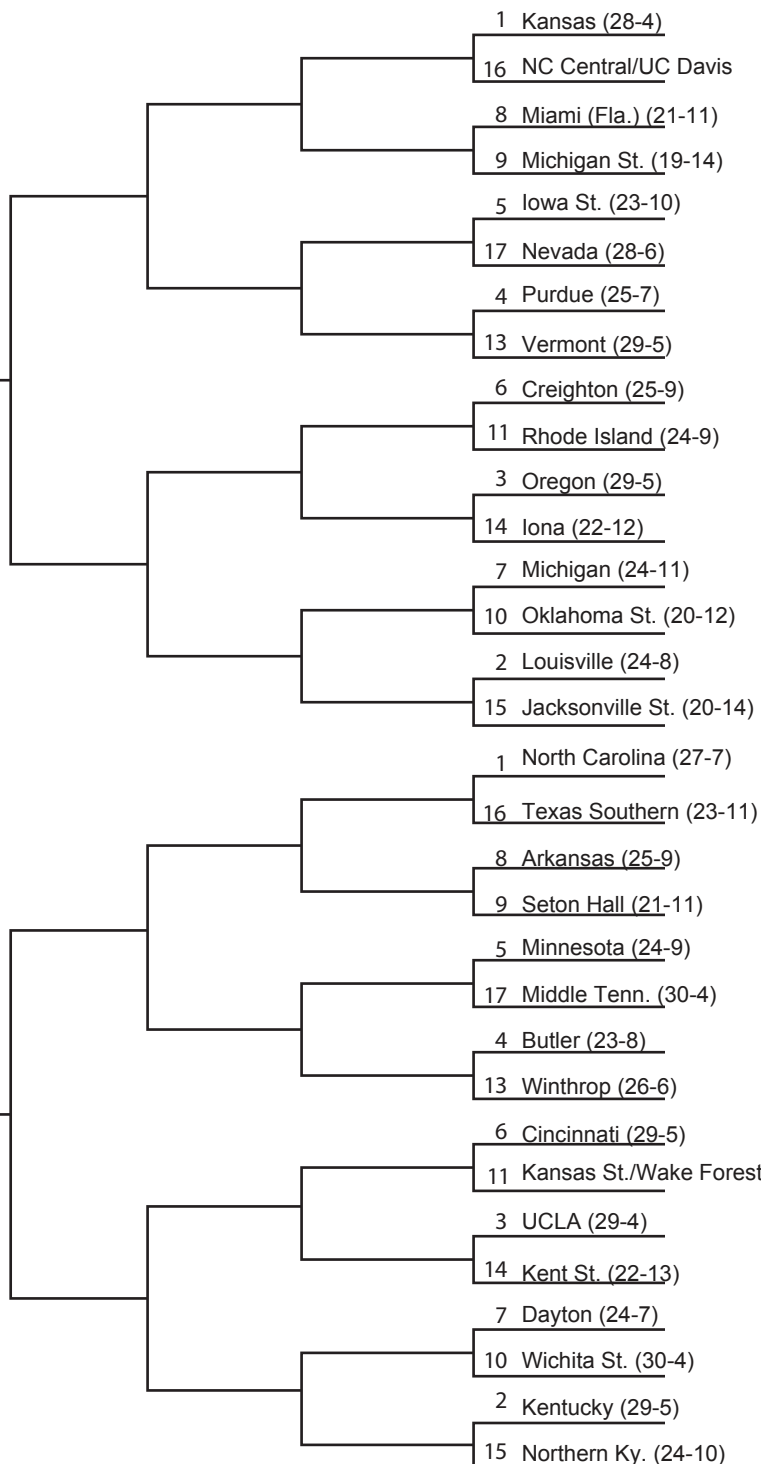 1 Kansas (28-4)
16 NC Central/UC Davis
8 Miami (Fla.) (21-11)
9 Michigan St. (19-14)
5 Iowa St. (23-10)
17 Nevada (28-6)
4 Purdue (25-7)
13 Vermont (29-5)
6 Creighton (25-9)
11 Rhode Island (24-9)
3 Oregon (29-5)
14 Iona (22-12)
7 Michigan (24-11)
10 Oklahoma St. (20-12)
2 Louisville (24-8)
15 Jacksonville St. (20-14)
1 North Carolina (27-7)
16 Texas Southern (23-11)
8 Arkansas (25-9)
9 Seton Hall (21-11)
5 Minnesota (24-9)
17 Middle Tenn. (30-4)
4 Butler (23-8)
13 Winthrop (26-6)
6 Cincinnati (29-5)
11 Kansas St./Wake Forest
3 UCLA (29-4)
14 Kent St. (22-13)
7 Dayton (24-7)
10 Wichita St. (30-4)
2 Kentucky (29-5)
15 Northern Ky. (24-10)